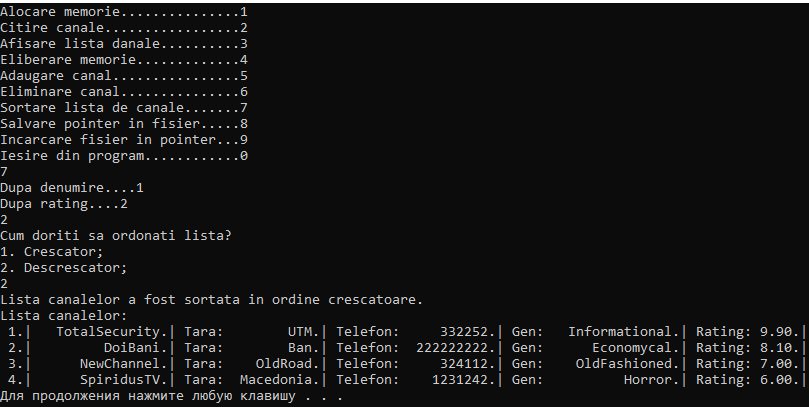 Alocare memorie...............1
Citire canale.................2
Afisare lista danale..........3
Eliberare memorie.............4
Adaugare canal................5
Eliminare canal...............6
Sortare lista de canale.......7
Salvare pointer in fisier.....8
Incarcare fisier in pointer...9
Iesire din program............0
7
Dupa denumire....1
Dupa rating....2
2
Cum doriti sa ordonati lista?
1. Crescator;
2. Descrescator;
2
Lista canalelor a fost sortata in ordine crescatoare.
Lista canalelor:
 1.|   TotalSecurity.| Tara:        UTM.| Telefon:     332252.| Gen:   Informational.| Rating: 9.90.|
 2.|         DoiBani.| Tara:        Ban.| Telefon:  222222222.| Gen:      Economycal.| Rating: 8.10.|
 3.|      NewChannel.| Tara:    OldRoad.| Telefon:     324112.| Gen:    OldFashioned.| Rating: 7.00.|
 4.|      SpiridusTV.| Tara:  Macedonia.| Telefon:    1231242.| Gen:          Horror.| Rating: 6.00.|
Для продолжения нажмите любую клавишу . . .